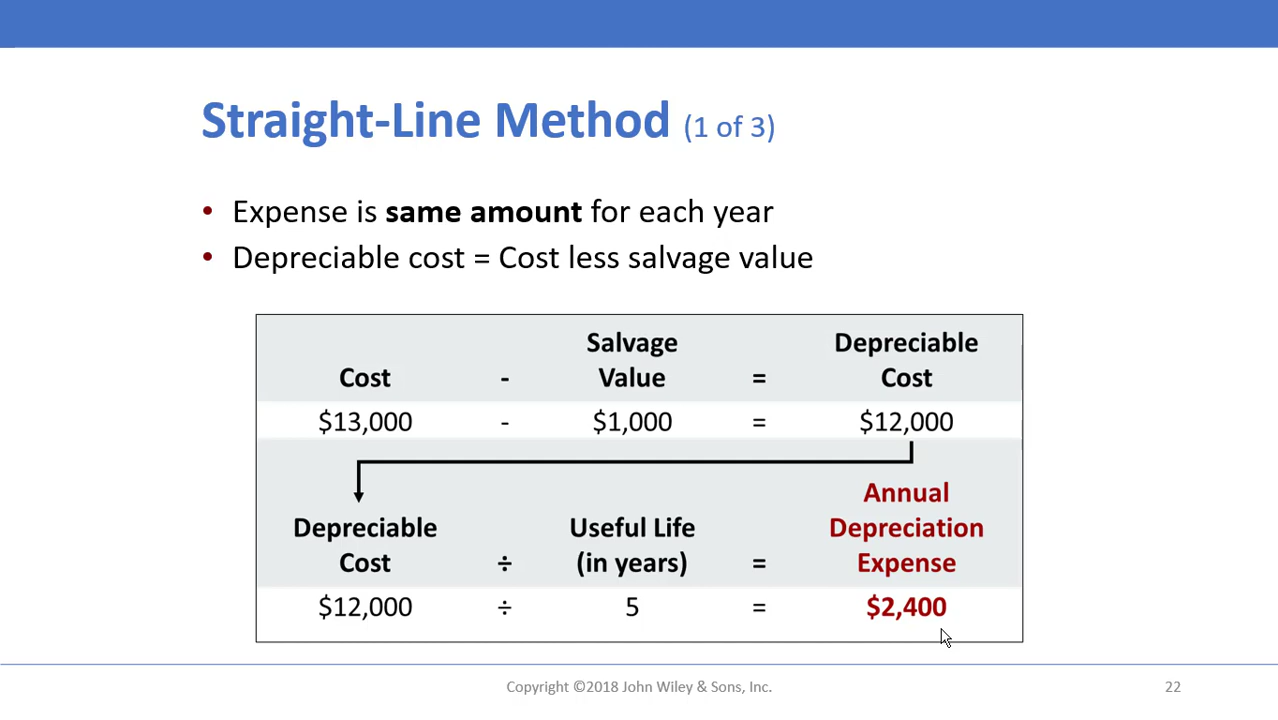 Straight-Line Method (1 of 3)
• Expense is same amount for each year
• Depreciable cost = Cost less salvage value
Salvage Depreciable
Cost - Value = Cost
$13,000 - $1,000 = $12,000
Annual
Depreciable Useful Life Depreciation
Cost ÷ (in years) = Expense
$12,000 ÷ 5 = $2,400
Copyright ©2018 John Wiley & Sons, Inc. 22